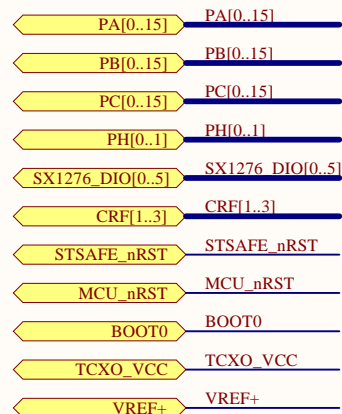 PA[0..15] PA[0..15]
PB[0..15] PB[0..15]
PC[0..15] PC[0..15]
PH[0..1] PH[0..1]
SX1276_DIO[0..5] SX1276_DIO[0..5]
CRF[1..3] CRF[1..3]
STSAFE_nRST STSAFE_nRST
MCU_nRST MCU_nRST
BOOT0 BOOT0
TCXO_VCC TCXO_VCC
VREF+ VREF+